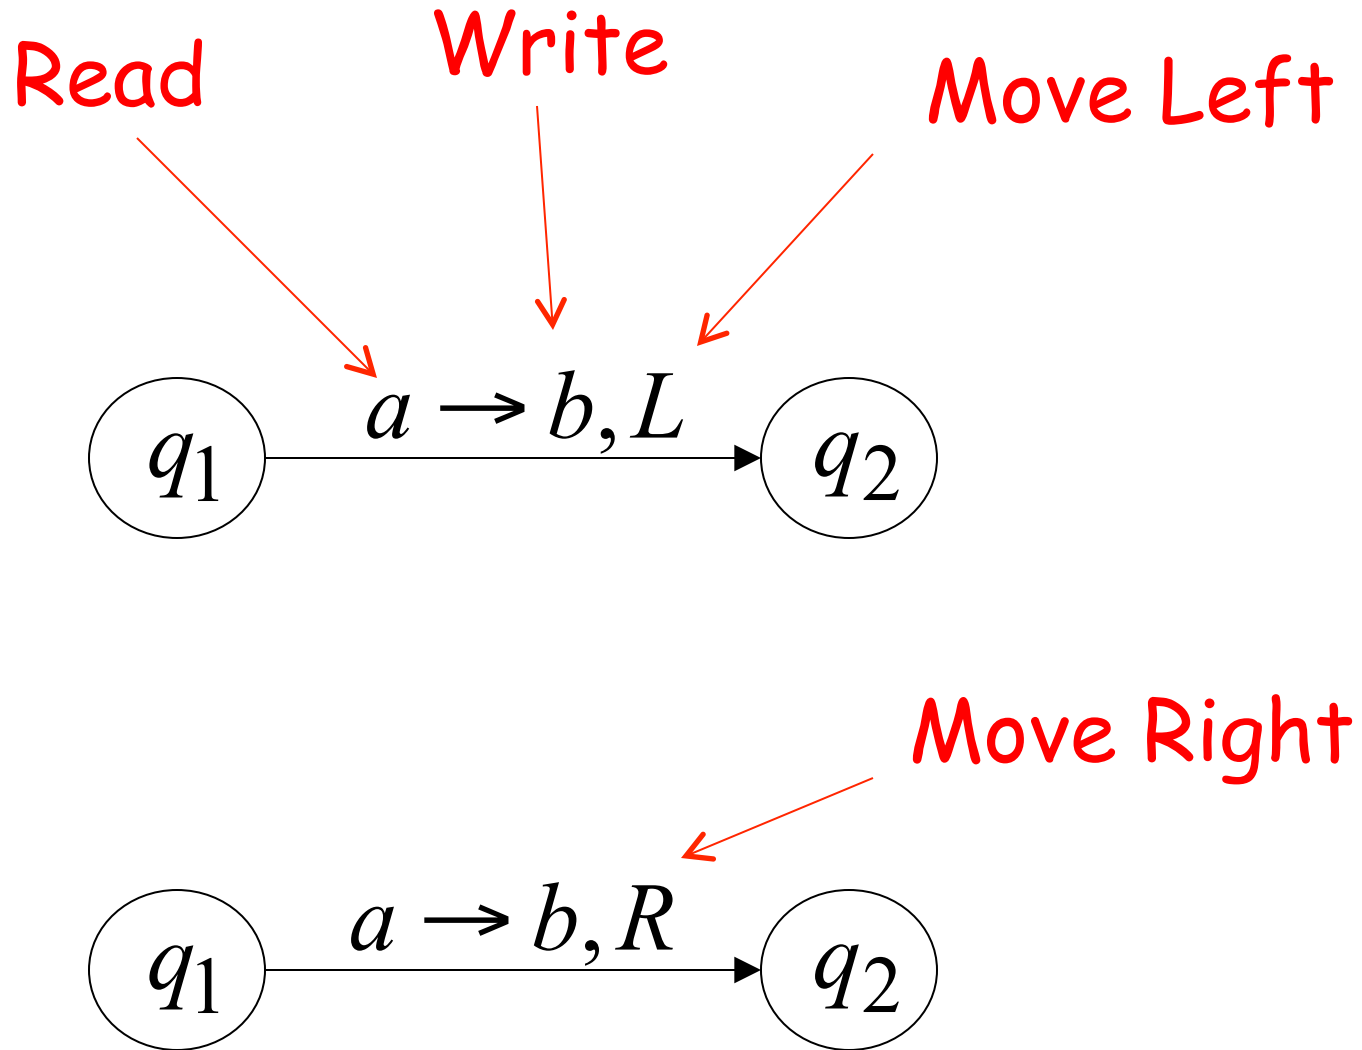 Read
Write
Move Left
a → b, L
q1
q2
Move Right
a → b, R
q1
q2